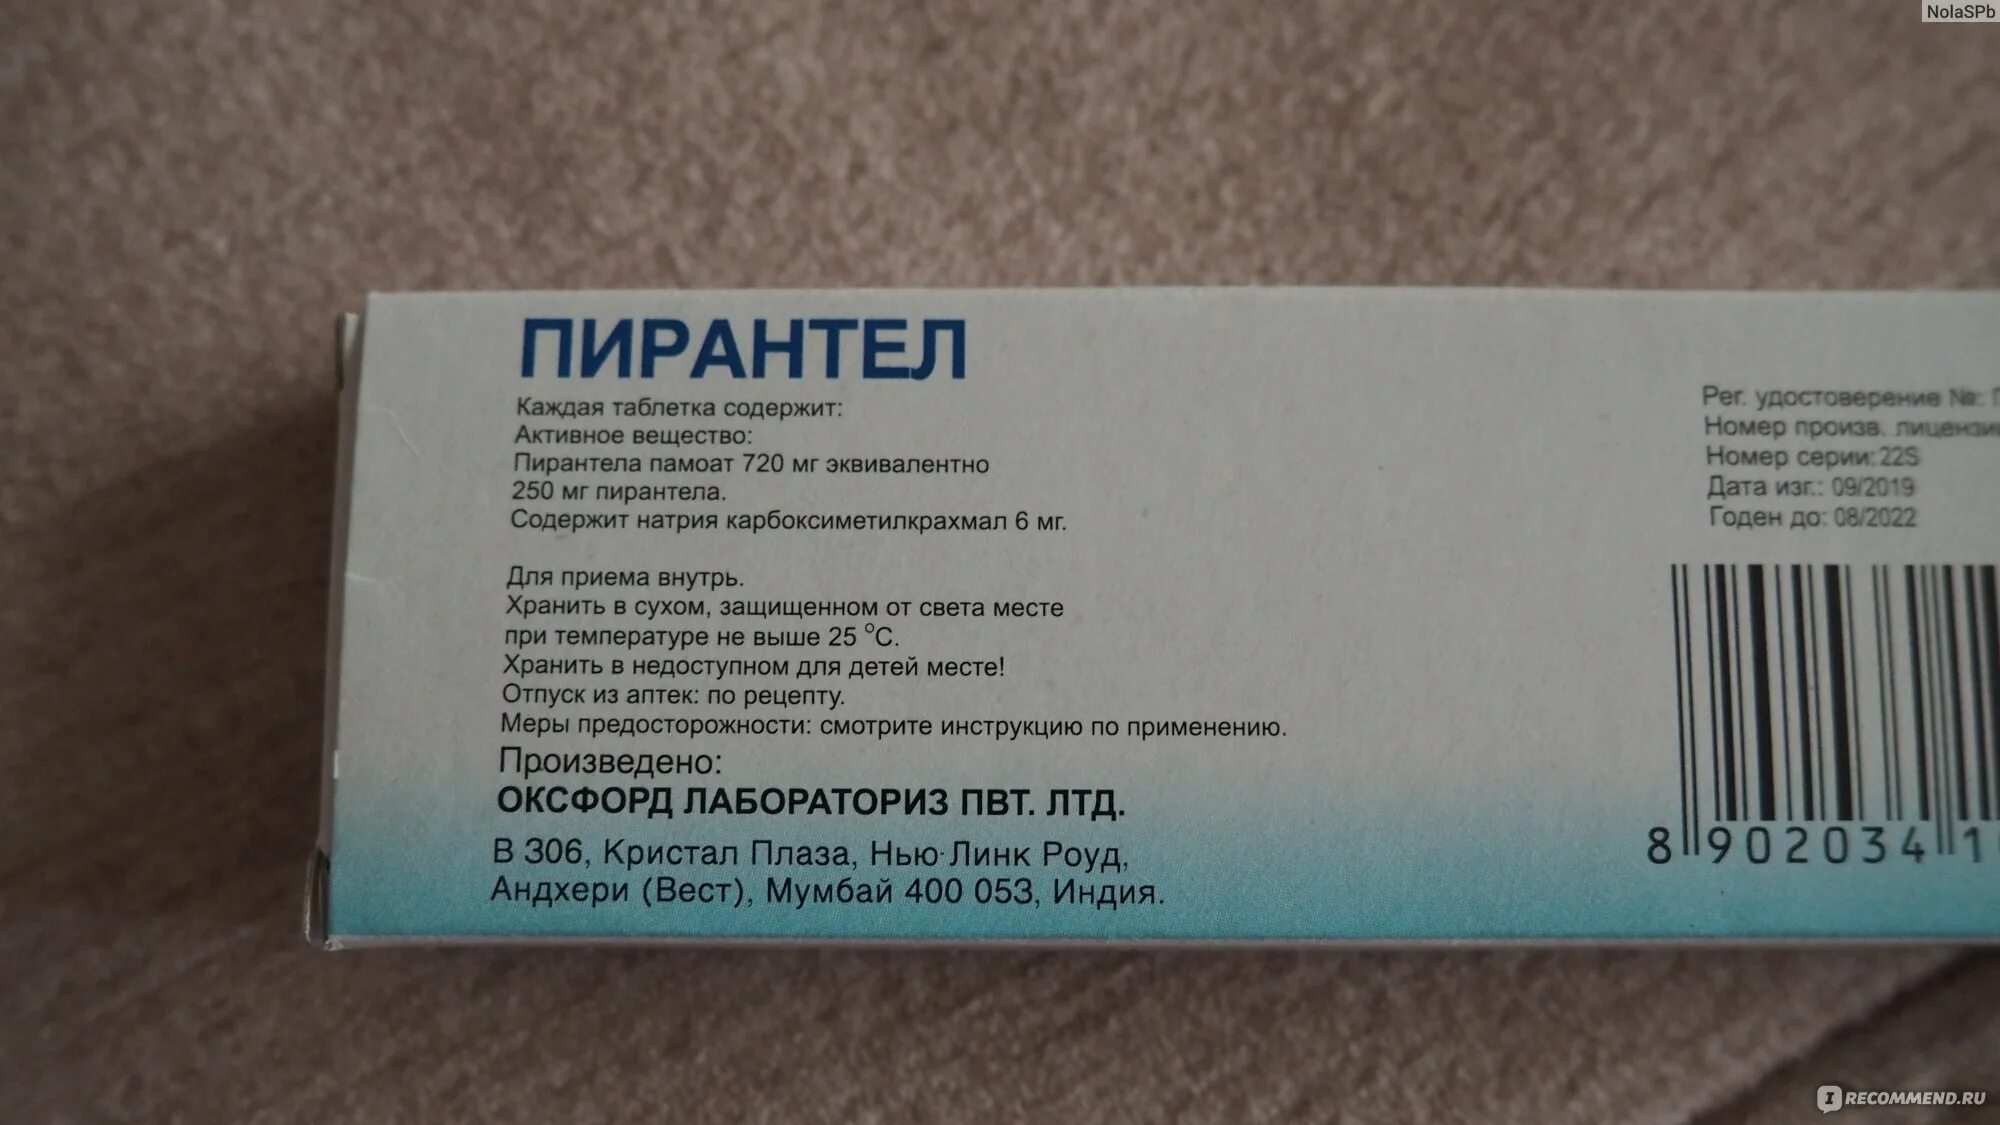 NolaSPb
ПИРАНТЕЛ
Каждая таблетка содержит:
Активное вещество:
Пирантела памоат 720 мг эквивалентно
250 мг пирантела.
Содержит натрия карбоксиметилкрахмал 6 мг.
Для приема внутрь.
Хранить в сухом, защищенном от света месте
при температуре не выше 25 °C.
Хранить в недоступном для детей месте!
Отпуск из аптек: по рецепту.
Меры предосторожности: смотрите инструкцию по применению.
Произведено:
ОКСФОРД ЛАБОРАТОРИЗ ПВТ. ЛТД.
В 306, Кристал Плаза, Нью-Линк Роуд,
Андхери (Вест), Мумбай 400 053, Индия.
Рег. удостоверение №:
Номер произв.
Номер серии: 22S
Дата изг.: 09/2019
Годен до: 08/2022
8 902034 1
IRECOMMEND.RU